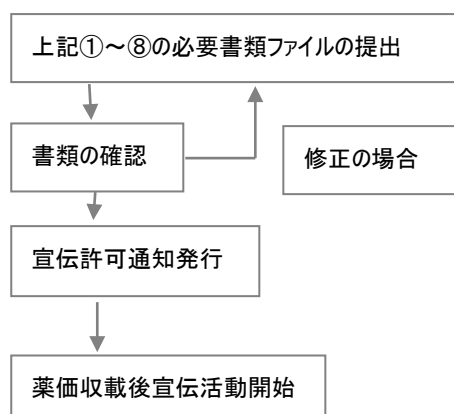 上記①～⑧の必要書類ファイルの提出
書類の確認
修正の場合
宣伝許可通知発行
薬価収載後宣伝活動開始